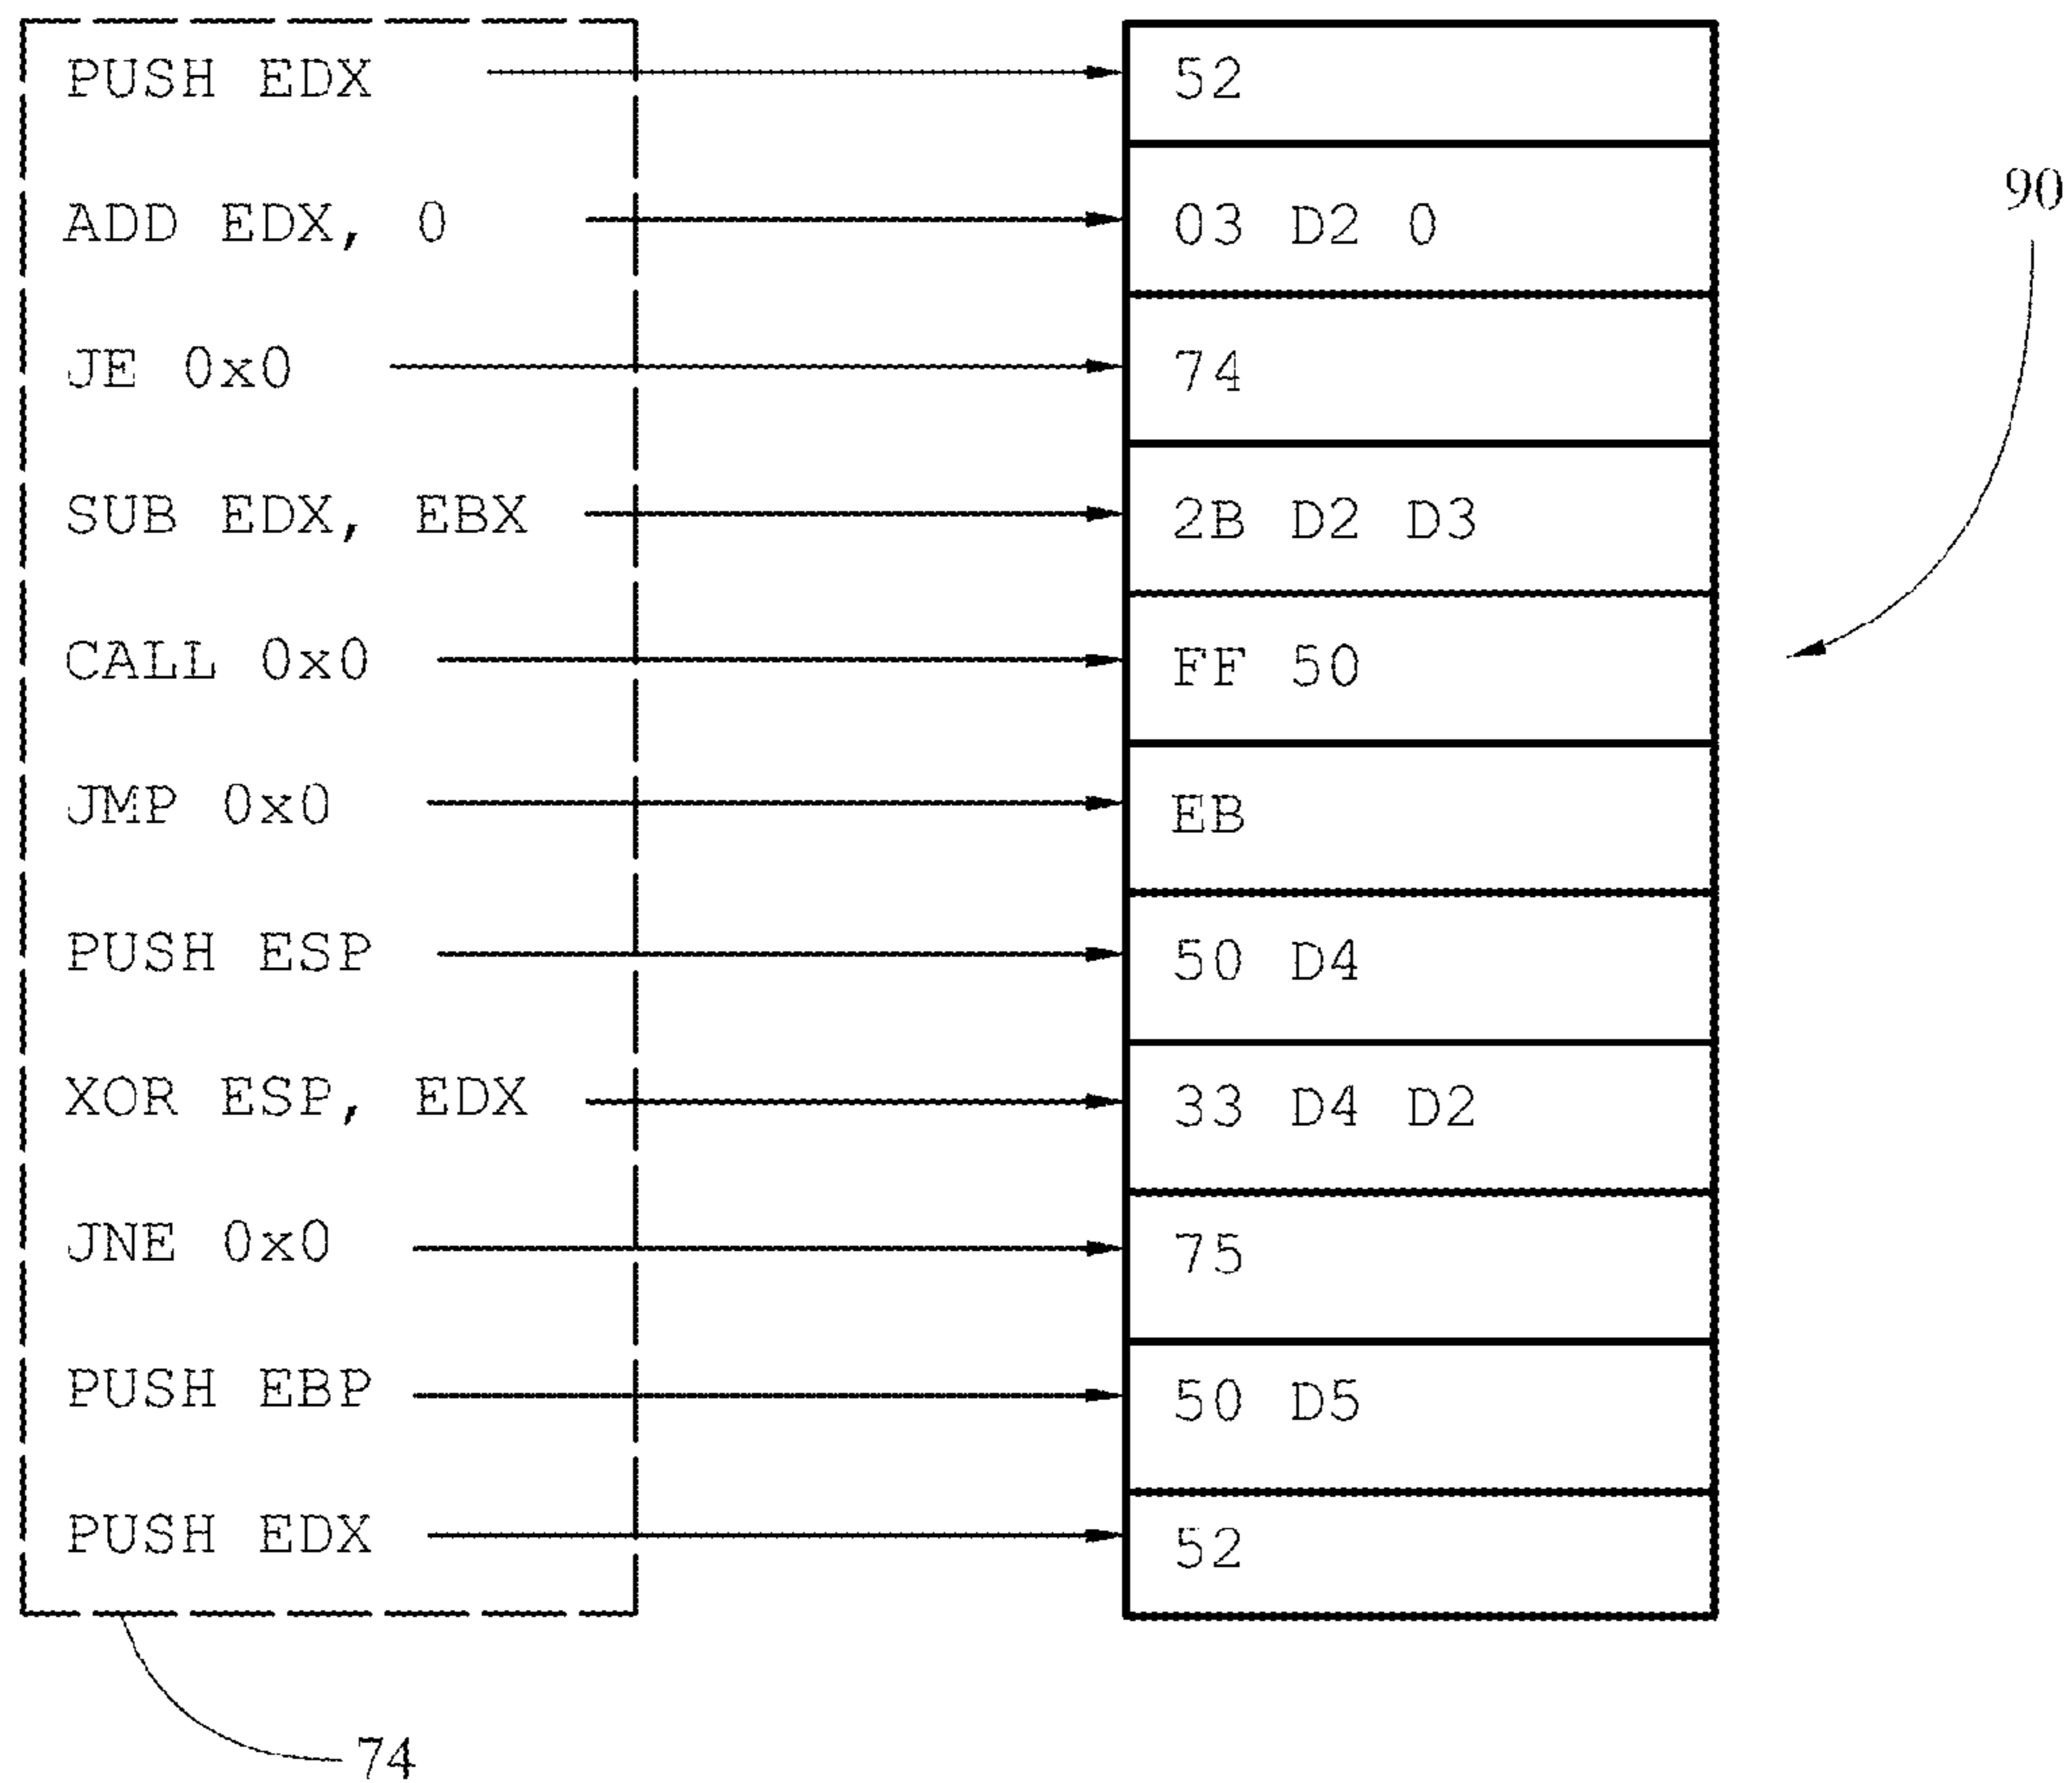 PUSH EDX 52
ADD EDX, 0 03 D2 0
90
JE 0x0 74
SUB EDX, EBX 2B D2 D3
CALL 0x0 FF 50
JMP 0x0 EB
PUSH ESP 50 D4
XOR ESP, EDX 33 D4 D2
JNE 0x0 75
PUSH EBP 50 D5
PUSH EDX 52
74